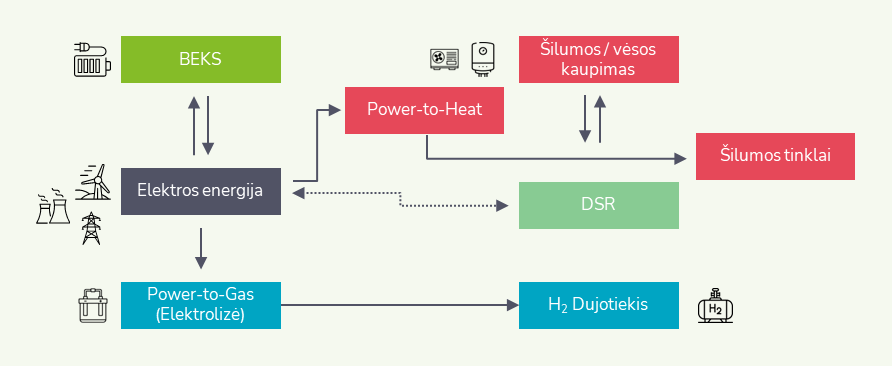 BEKS
Šilumos / vėsos
kaupimas
Power-to-Heat
Šilumos tinklai
Elektros energija
DSR
Power-to-Gas
(Elektrolizė)
H₂ Dujotiekis
H₂